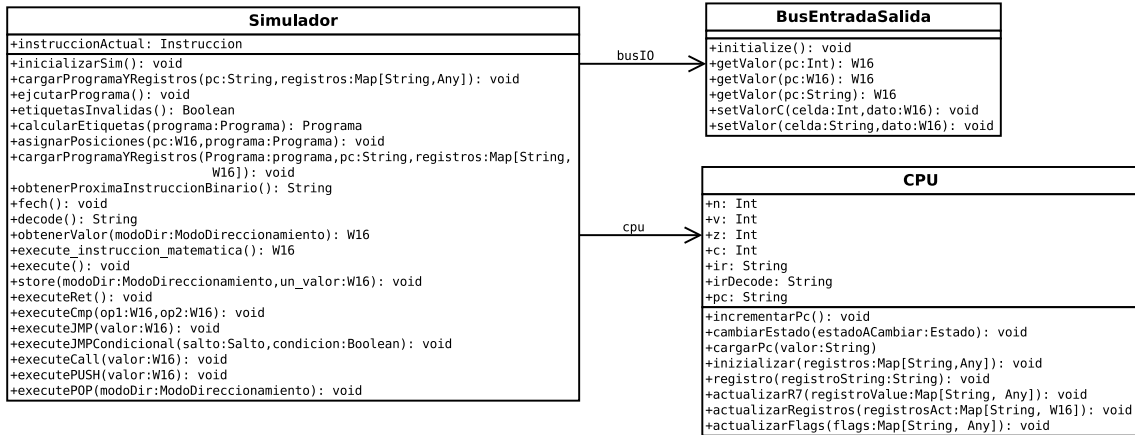 Simulador
+instruccionActual: Instruccion
+inicializarSim(): void
+cargarProgramaYRegistros(pc:String,registros:Map[String,Any]): void
+ejcutarPrograma(): void
+etiquetasInvalidas(): Boolean
+calcularEtiquetas(programa:Programa): Programa
+asignarPosiciones(pc:W16,programa:Programa): void
+cargarProgramaYRegistros(Programa:programa,pc:String,registros:Map[String,
W16]): void
+obtenerProximaInstruccionBinario(): String
+fech(): void
+decode(): String
+obtenerValor(modoDir:ModoDireccionamiento): W16
+execute_instruccion_matematica(): W16
+execute(): void
+store(modoDir:ModoDireccionamiento,un_valor:W16): void
+executeRet(): void
+executeCmp(op1:W16,op2:W16): void
+executeJMP(valor:W16): void
+executeJMPCondicional(salto:Salto,condicion:Boolean): void
+executeCall(valor:W16): void
+executePUSH(valor:W16): void
+executePOP(modoDir:ModoDireccionamiento): void
busIO
cpu
BusEntradaSalida
+initialize(): void
+getValor(pc:Int): W16
+getValor(pc:W16): W16
+getValor(pc:String): W16
+setValorC(celda:Int,dato:W16): void
+setValor(celda:String,dato:W16): void
CPU
+n: Int
+v: Int
+z: Int
+c: Int
+ir: String
+irDecode: String
+pc: String
+incrementarPc(): void
+cambiarEstado(estadoACambiar:Estado): void
+cargarPc(valor:String)
+inizializar(registros:Map[String,Any]): void
+registro(registroString:String): void
+actualizarR7(registroValue:Map[String, Any]): void
+actualizarRegistros(registrosAct:Map[String, W16]): void
+actualizarFlags(flags:Map[String, Any]): void